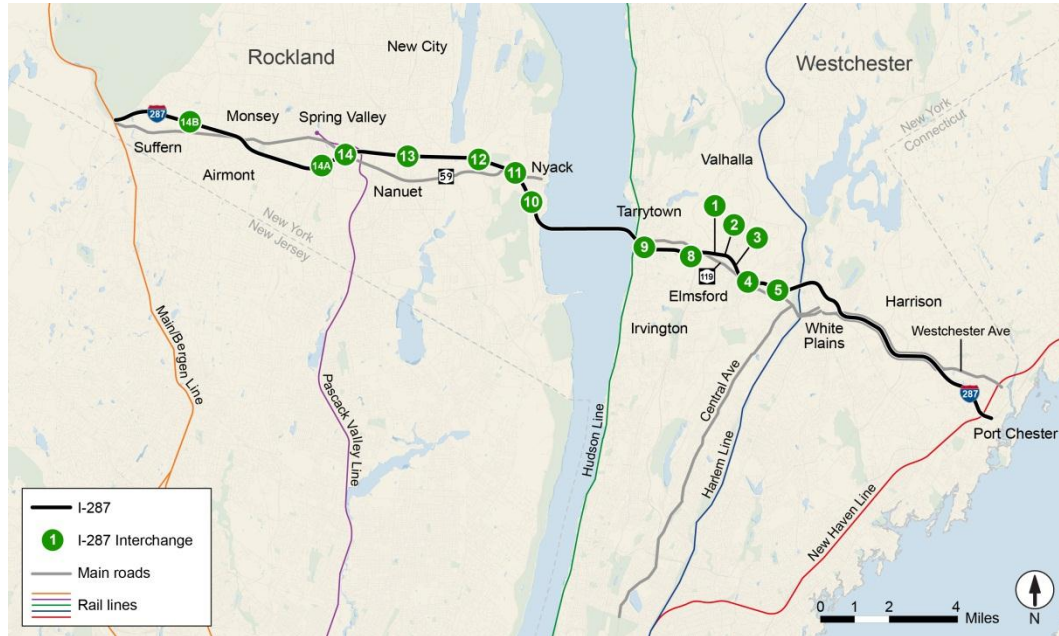 New City
Rockland
Westchester
New York
Connecticut
287
14B
Monsey
Spring Valley
Suffern
14A
14
13
12
11
Nyack
Valhalla
Airmont
59
Nanuet
10
Tarrytown
1
2
3
New York
New Jersey
9
8
119
4
5
Elmsford
Harrison
Irvington
White
Plains
Westchester Ave
287
Port Chester
Main/Bergen Line
Pascack Valley Line
Hudson Line
Central Ave
Harlem Line
New Haven Line
I-287
1
I-287 Interchange
Main roads
Rail lines
0 1 2 4
Miles
N